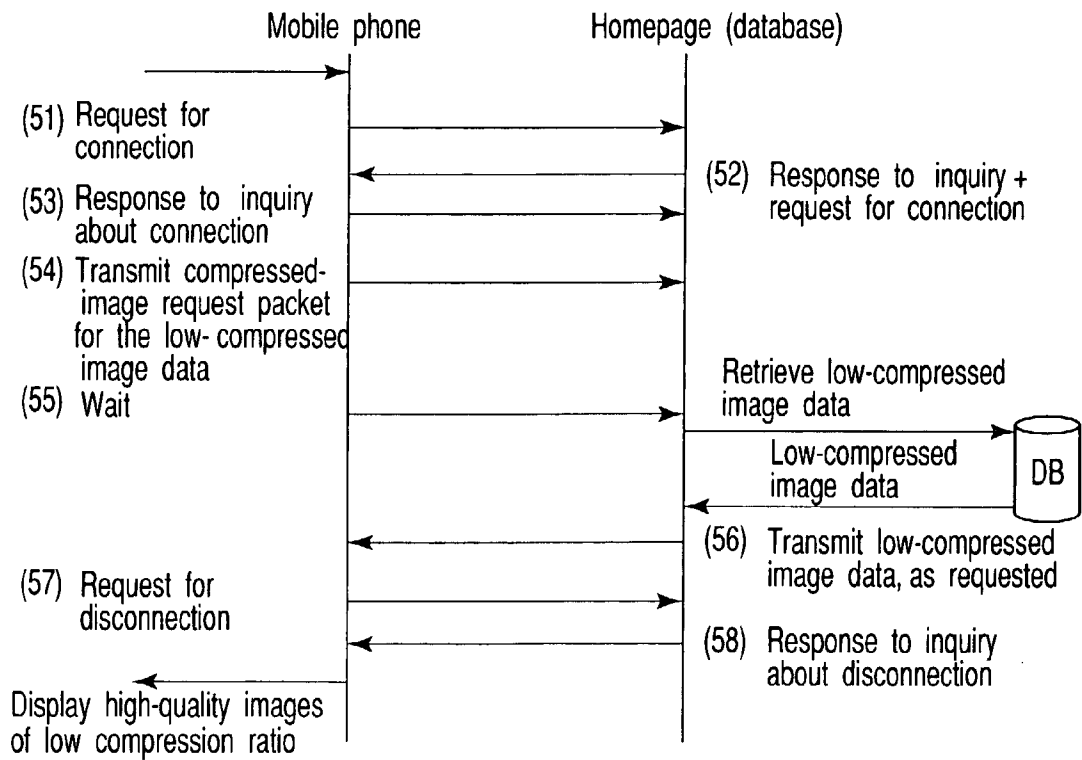 Mobile phone
Homepage (database)
(51) Request for
connection
(52) Response to inquiry +
request for connection
(53) Response to inquiry
about connection
(54) Transmit compressed-
image request packet
for the low-compressed
image data
(55) Wait
Retrieve low-compressed
image data
Low-compressed
image data
DB
(56) Transmit low-compressed
image data, as requested
(57) Request for
disconnection
(58) Response to inquiry
about disconnection
Display high-quality images
of low compression ratio